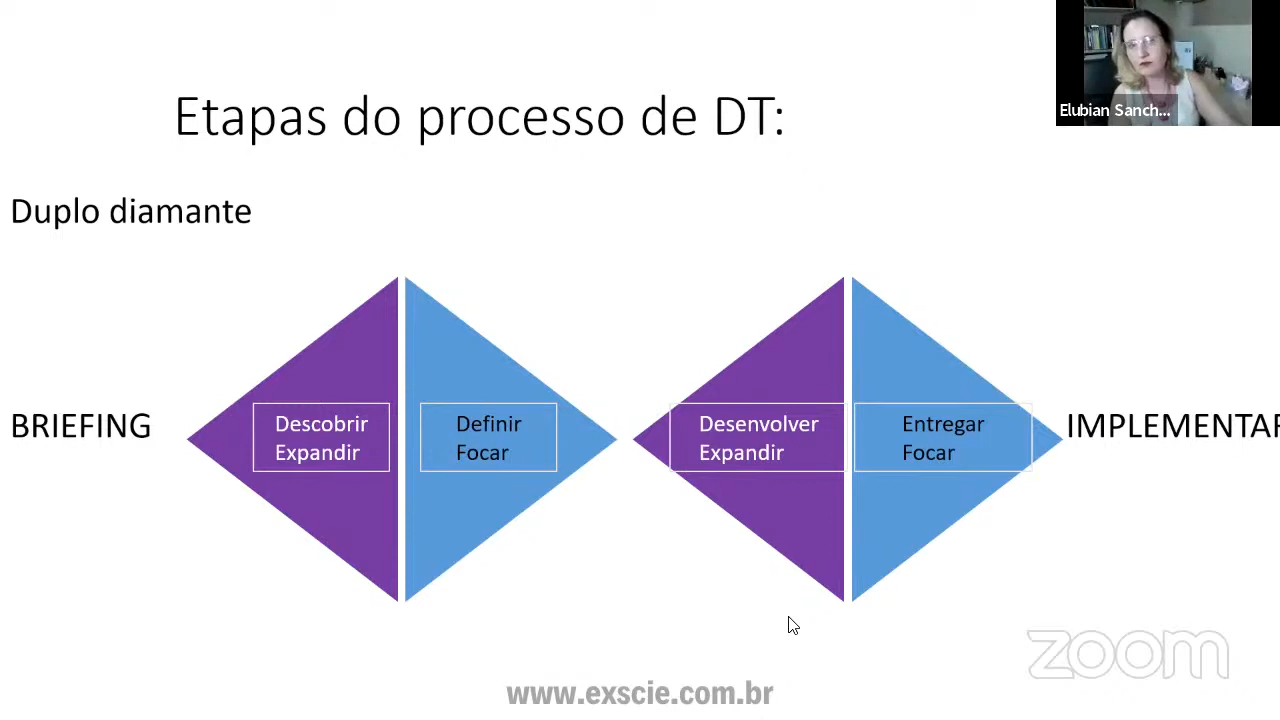 Etapas do processo de DT:
Elubian Sanch...
Duplo diamante
BRIEFING
Descobrir
Expandir
Definir
Focar
Desenvolver
Expandir
Entregar
Focar
IMPLEMENTAR
zoom
www.exscie.com.br